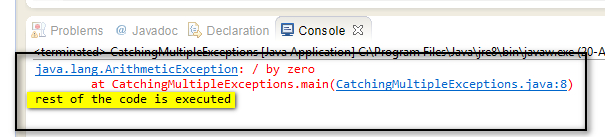 Problems @ Javadoc Declaration Console
<terminated> CatchingMultipleExceptions [Java Application] C:\Program Files\Java\jre8\bin\javaw.exe (20-A
java.lang.ArithmeticException: / by zero
at CatchingMultipleExceptions.main(CatchingMultipleExceptions.java:8)
rest of the code is executed